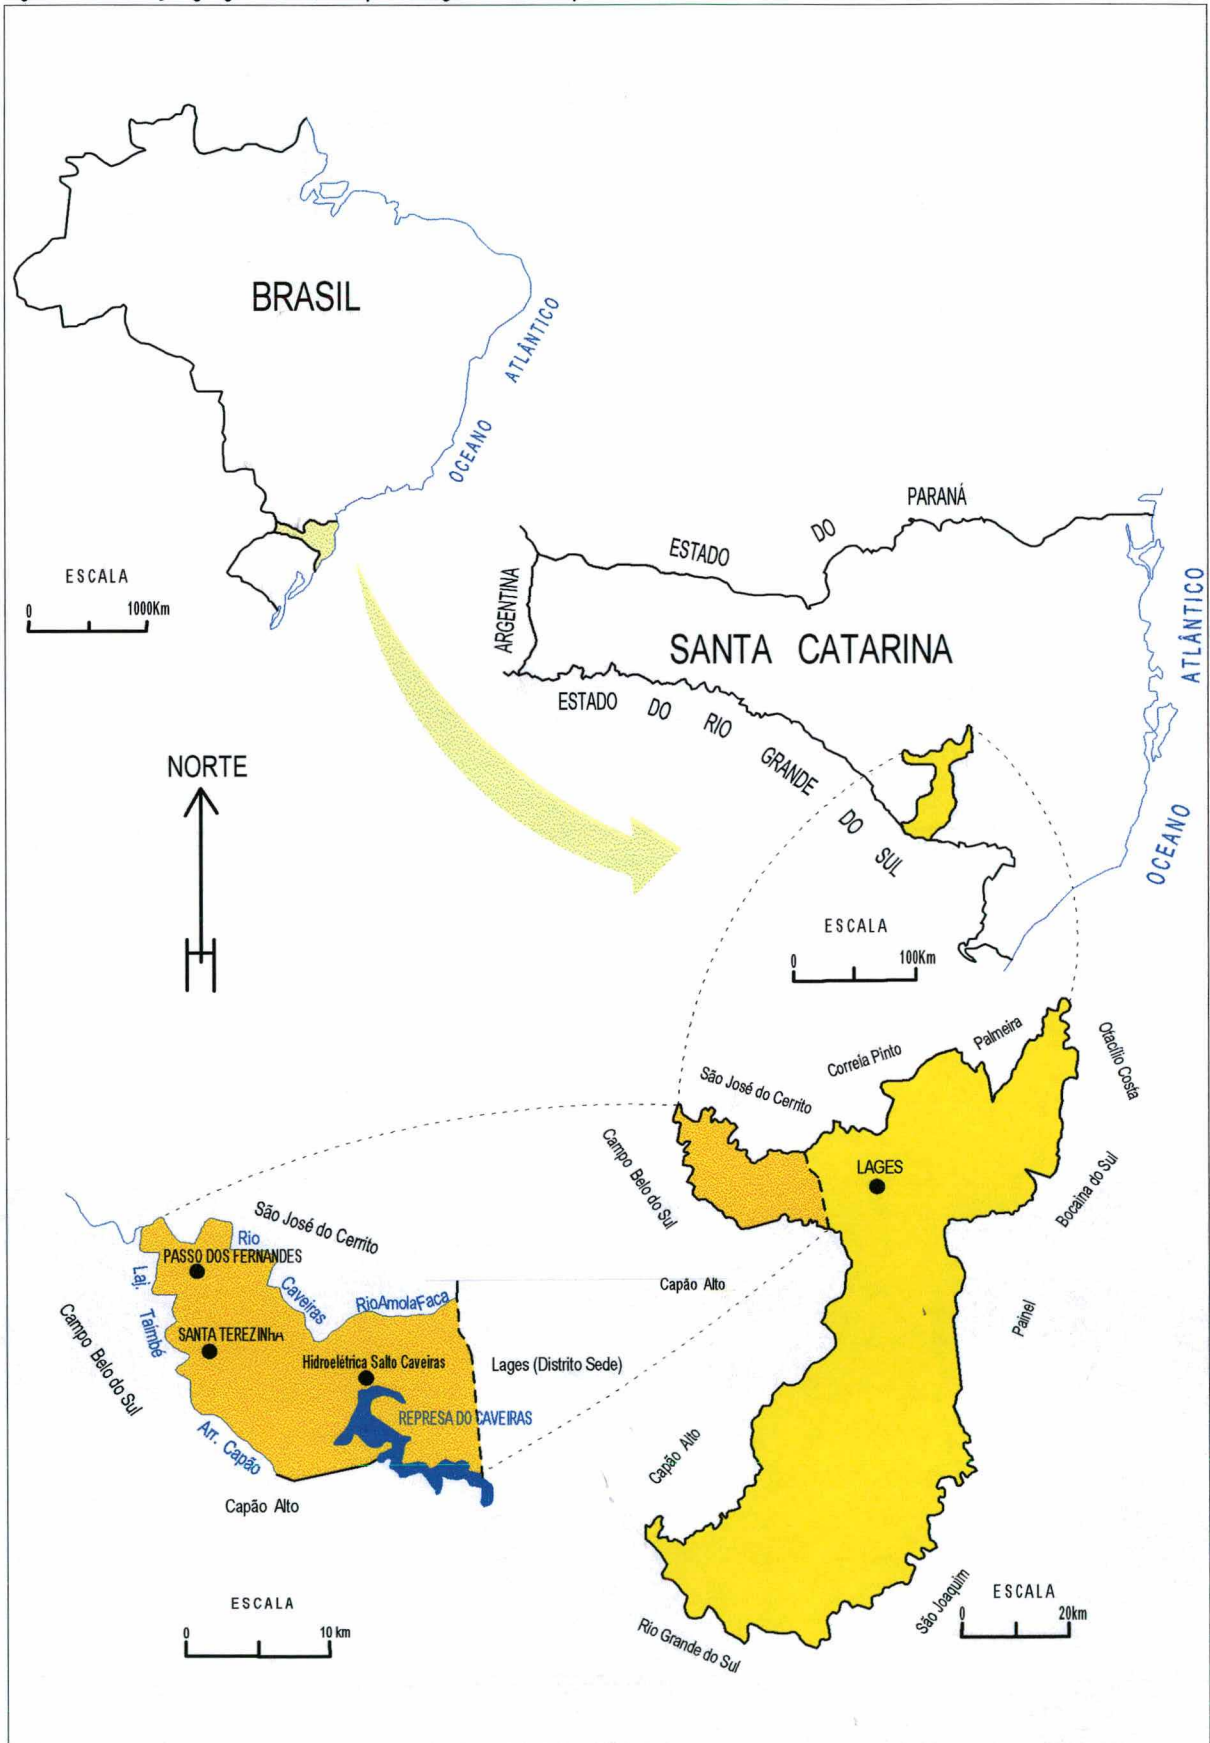 BRASIL
OCEANO ATLÂNTICO
ESCALA
0 1000Km
PARANÁ
DO
ESTADO
ARGENTINA
SANTA CATARINA
ESTADO DO RIO GRANDE DO SUL
OCEANO ATLÂNTICO
NORTE
ESCALA
0 100Km
Palmeira
Otacílio Costa
Correia Pinto
São José do Cerrito
Campo Belo do Sul
LAGES
Bocaina do Sul
Capão Alto
Painel
Capão Alto
São Joaquim
Rio Grande do Sul
ESCALA
0 20km
São José do Cerrito
Rio
PASSO DOS FERNANDES
Laj.
Caveiras
RioAmolaFaca
Taimbé
SANTA TEREZINHA
Campo Belo do Sul
Hidroelétrica Salto Caveiras
Lages (Distrito Sede)
REPRESA DO CAVEIRAS
Arr. Capão
Capão Alto
ESCALA
0 10 km